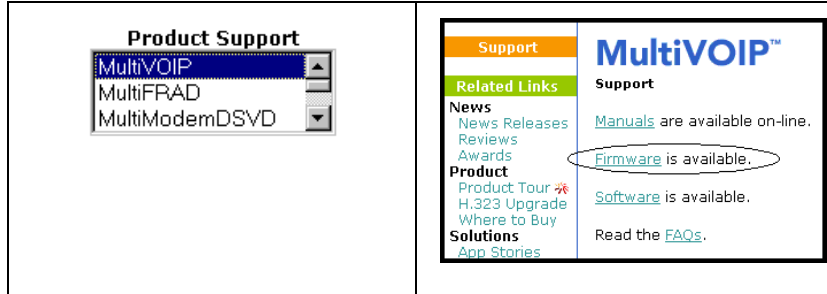 Product Support
MultiVOIP
MultiFRAD
MultiModemDSVD
Support
Related Links
News
News Releases
Reviews
Awards
Product
Product Tour
H.323 Upgrade
Where to Buy
Solutions
App Stories
MultiVOIP™
Support
Manuals are available on-line.
Firmware is available.
Software is available.
Read the FAQs.